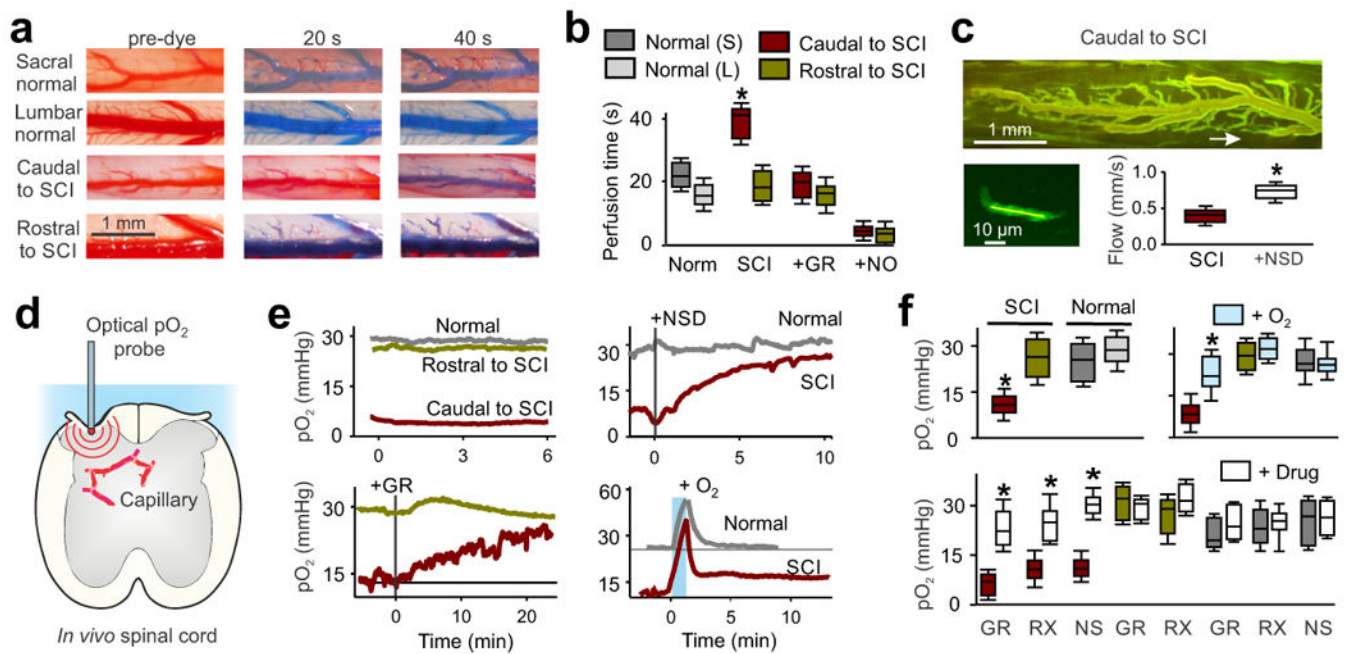 a
pre-dye 20 s 40 s
Sacral
normal
Lumbar
normal
Caudal
to SCI
Rostral
to SCI
1 mm
b
Normal (S)
Normal (L)
Caudal to SCI
Rostral to SCI
Perfusion time (s)
40
20
0
*
Norm SCI +GR +NO
c
Caudal to SCI
1 mm
10 µm
Flow (mm/s)
1.0
0.5
0.0
*
SCI +NSD
d
Optical pO2
probe
Capillary
In vivo spinal cord
e
pO2 (mmHg)
30
15
0
Normal
Rostral to SCI
Caudal to SCI
0 3 6
+NSD
Normal
SCI
30
15
0
0 5 10
+GR
pO2 (mmHg)
30
15
0 10 20
Time (min)
+ O2
60
30
15
Normal
SCI
0 5 10
Time (min)
f
SCI Normal
pO2 (mmHg)
30
15
0
*
+ O2
*
+ Drug
pO2 (mmHg)
30
15
0
* * *
GR RX NS GR RX GR RX NS